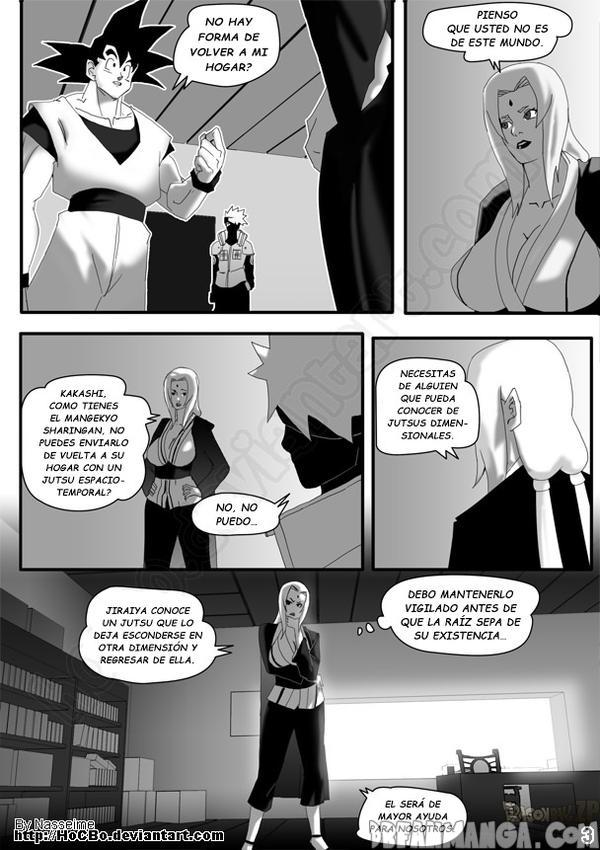 NO HAY
FORMA DE
VOLVER A MI
HOGAR?
PIENSO
QUE USTED NO ES
DE ESTE MUNDO.
KAKASHI,
COMO TIENES
EL MANGEKYO
SHARINGAN, NO
PUEDES ENVIARLO
DE VUELTA A SU
HOGAR CON UN
JUTSU ESPACIO-
TEMPORAL?
NO, NO
PUEDO...
NECESITAS
DE ALGUIEN
QUE PUEDA
CONOCER DE
JUTSUS DIMEN-
SIONALES.
JIRAIYA CONOCE
UN JUTSU QUE LO
DEJA ESCONDERSE EN
OTRA DIMENSIÓN Y
REGRESAR DE ELLA.
DEBO MANTENERLO
VIGILADO ANTES DE
QUE LA RAÍZ SEPA DE
SU EXISTENCIA...
EL SERÁ DE
MAYOR AYUDA
PARA NOSOTROS.
By Nasseime
http://HoCBo.deviantart.com
DREAMMANGA.COM
3